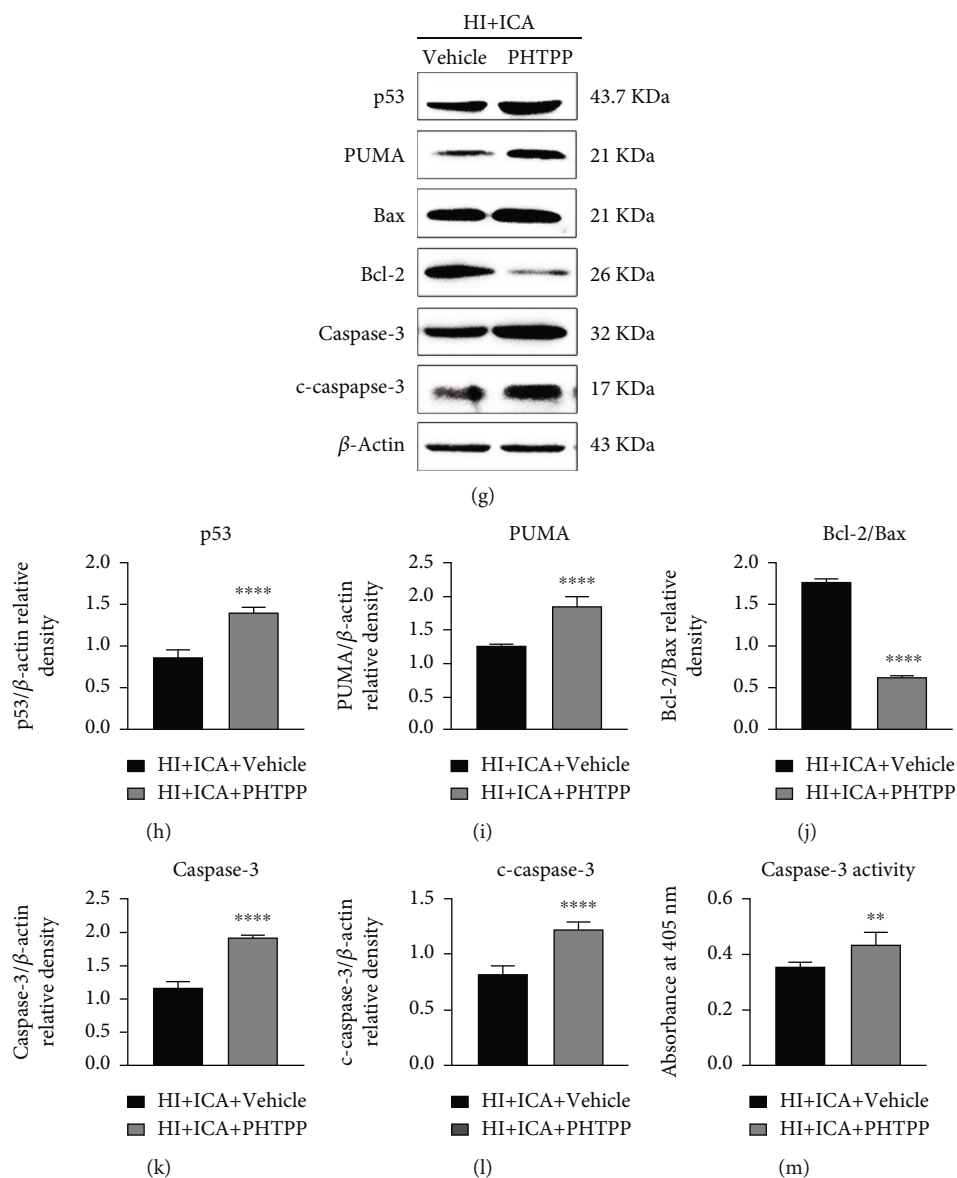 HI+ICA
Vehicle PHTPP
p53 43.7 KDa
PUMA 21 KDa
Bax 21 KDa
Bcl-2 26 KDa
Caspase-3 32 KDa
c-caspapse-3 17 KDa
β-Actin 43 KDa
(g)
p53
p53/β-actin relative
density
2.0
1.5
1.0
0.5
0.0
****
HI+ICA+Vehicle
HI+ICA+PHTPP
(h)
PUMA
PUMA/β-actin
relative density
2.5
2.0
1.5
1.0
0.5
0.0
****
HI+ICA+Vehicle
HI+ICA+PHTPP
(i)
Bcl-2/Bax
Bcl-2/Bax relative
density
2.0
1.5
1.0
0.5
0.0
****
HI+ICA+Vehicle
HI+ICA+PHTPP
(j)
Caspase-3
Caspase-3/β-actin
relative density
2.5
2.0
1.5
1.0
0.5
0.0
****
HI+ICA+Vehicle
HI+ICA+PHTPP
(k)
c-caspase-3
c-caspase-3/β-actin
relative density
1.5
1.0
0.5
0.0
****
HI+ICA+Vehicle
HI+ICA+PHTPP
(l)
Caspase-3 activity
Absorbance at 405 nm
0.6
0.4
0.2
0.0
**
HI+ICA+Vehicle
HI+ICA+PHTPP
(m)